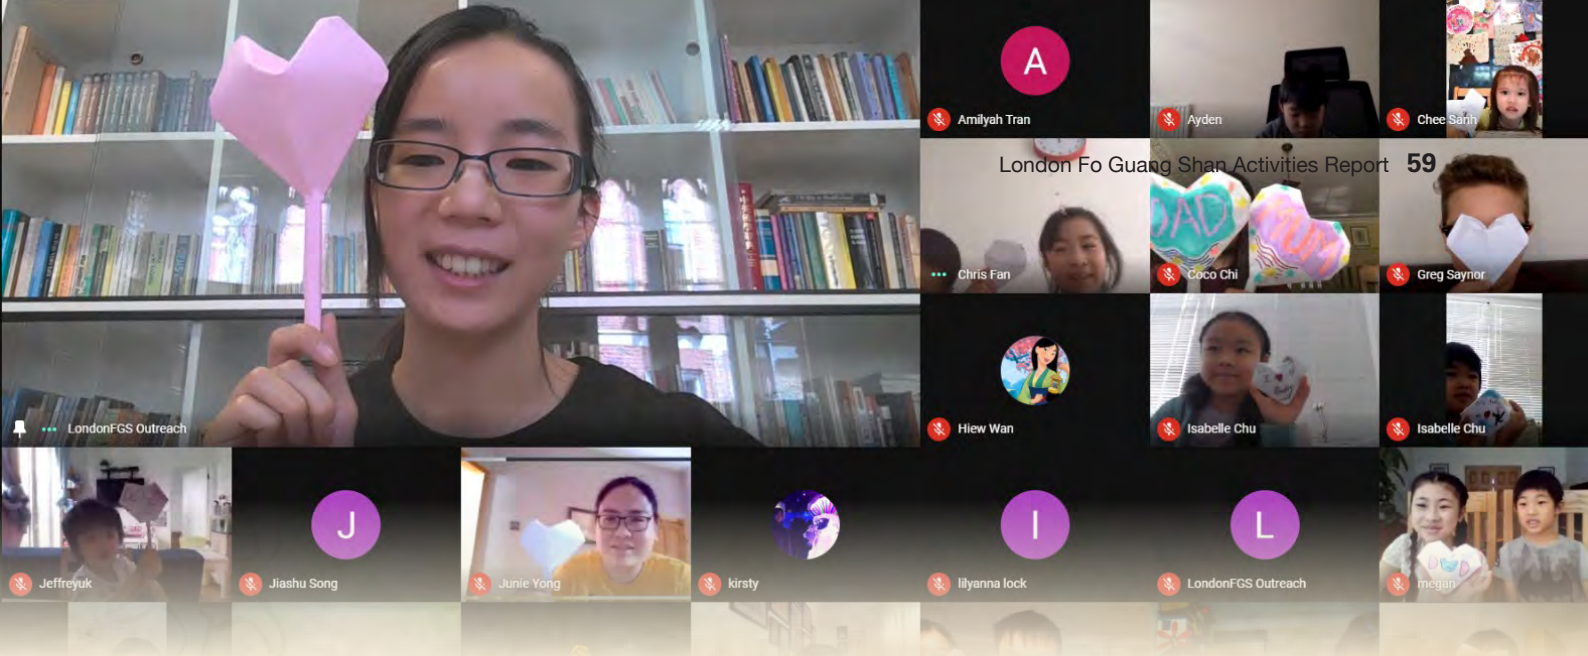 A
Amilyah Tran
Ayden
Chee Sanh
London Fo Guang Shan Activities Report 59
Chris Fan
DAD
MUM
Coco Chi
Greg Saynor
LondonFGS Outreach
Hiew Wan
I
Isabelle Chu
Isabelle Chu
Jeffreyuk
J
Jiashu Song
Junie Yong
kirsty
I
lilyanna lock
L
LondonFGS Outreach
DAD
megan